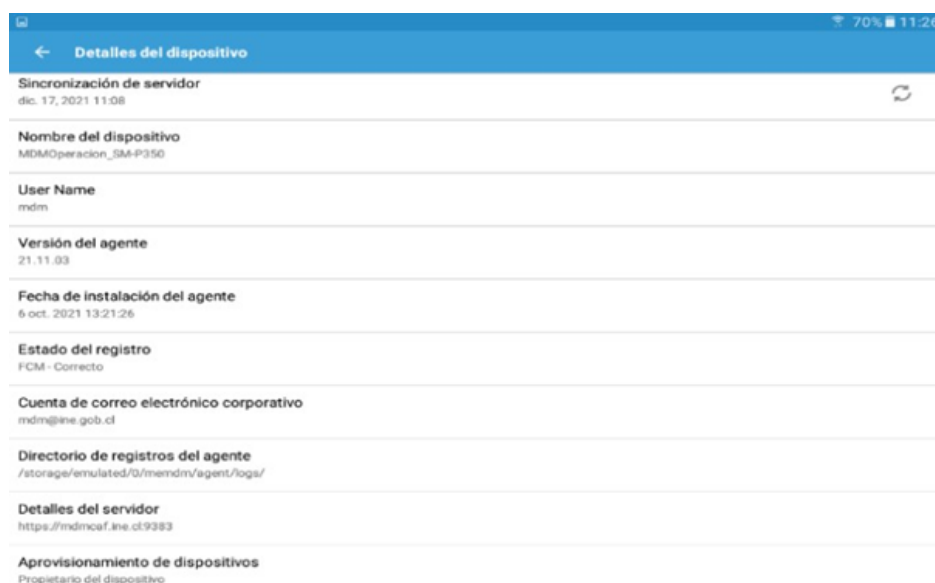 70% 11:26
Detalles del dispositivo
Sincronización de servidor
dic. 17, 2021 11:08
Nombre del dispositivo
MDMOperacion_SM-P350
User Name
mdm
Versión del agente
21.11.03
Fecha de instalación del agente
6 oct. 2021 13:21:26
Estado del registro
FCM - Correcto
Cuenta de correo electrónico corporativo
mdm@ine.gob.cl
Directorio de registros del agente
/storage/emulated/0/memdm/agent/logs/
Detalles del servidor
https://mdmcaf.ine.cl:9383
Aprovisionamiento de dispositivos
Propietario del dispositivo